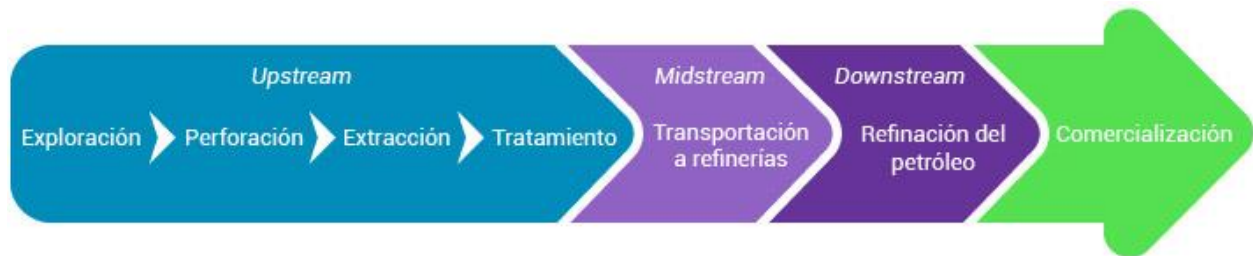 Upstream
Exploración
Perforación
Extracción
Tratamiento
Midstream
Transportación
a refinerías
Downstream
Refinación del
petróleo
Comercialización